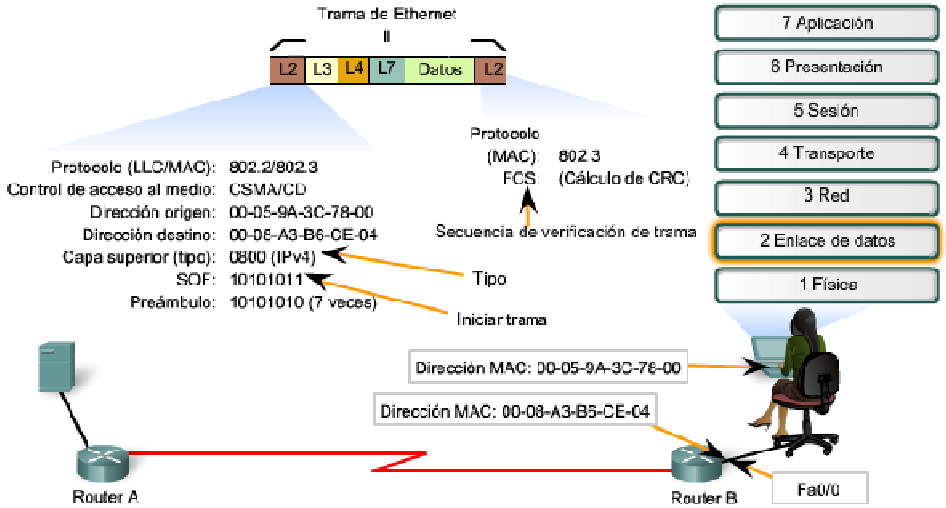 Trama de Ethernet
II
L2 L3 L4 L7 Datos L2
Protocolo (LLC/MAC): 802.2/802.3
Control de acceso al medio: CSMA/CD
Dirección origen: 00-05-9A-3C-78-00
Dirección destino: 00-08-A3-B6-CE-04
Capa superior (tipo): 0800 (IPv4)
SOF: 10101011
Preámbulo: 10101010 (7 veces)
Protocolo
(MAC): 802.3
FCS: (Cálculo de CRC)
Secuencia de verificación de trama
Tipo
Iniciar trama
7 Aplicación
6 Presentación
5 Sesión
4 Transporte
3 Red
2 Enlace de datos
1 Física
Dirección MAC: 00-05-9A-3C-78-00
Dirección MAC: 00-08-A3-B6-CE-04
Fa0/0
Router A
Router B